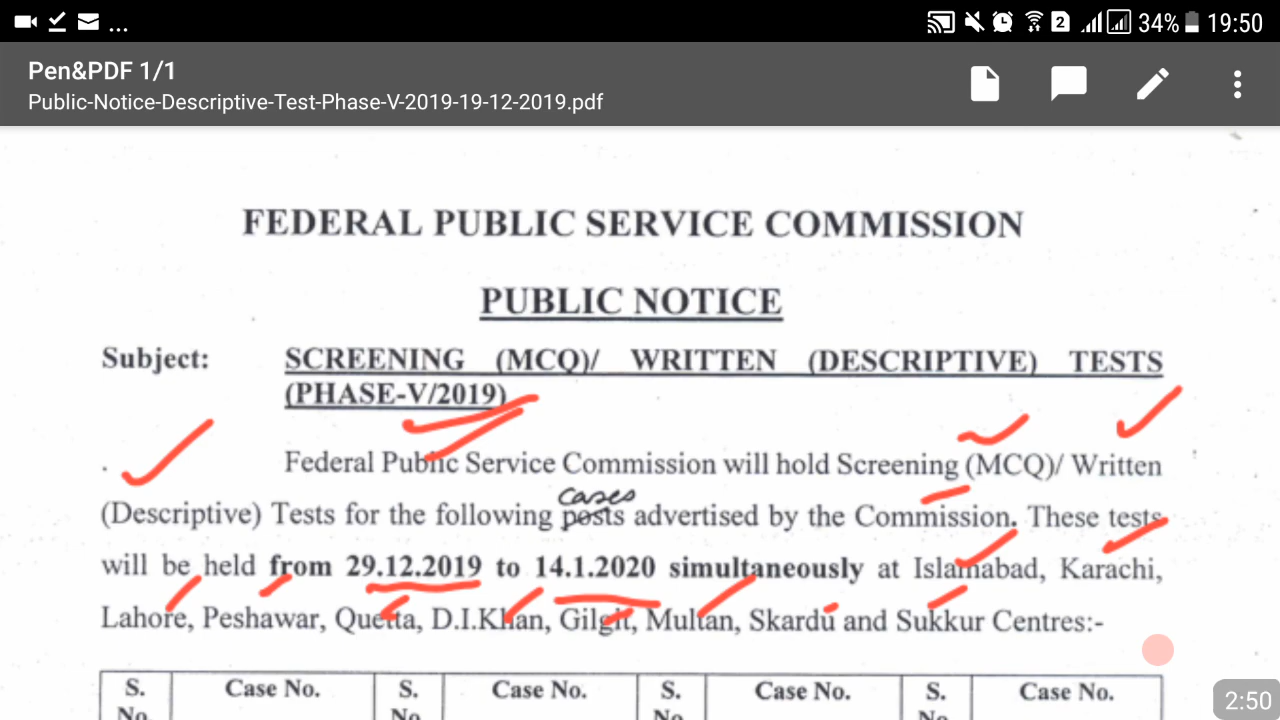 ... 34% 19:50
Pen&PDF 1/1
Public-Notice-Descriptive-Test-Phase-V-2019-19-12-2019.pdf
FEDERAL PUBLIC SERVICE COMMISSION
PUBLIC NOTICE
Subject: SCREENING (MCQ)/ WRITTEN (DESCRIPTIVE) TESTS
(PHASE-V/2019)
Federal Public Service Commission will hold Screening (MCQ)/ Written
cases
(Descriptive) Tests for the following posts advertised by the Commission. These tests
will be held from 29.12.2019 to 14.1.2020 simultaneously at Islamabad, Karachi,
Lahore, Peshawar, Quetta, D.I.Khan, Gilgit, Multan, Skardu and Sukkur Centres:-
S. Case No. S. Case No. S. Case No. S. Case No.
No. No. No. No.
2:50